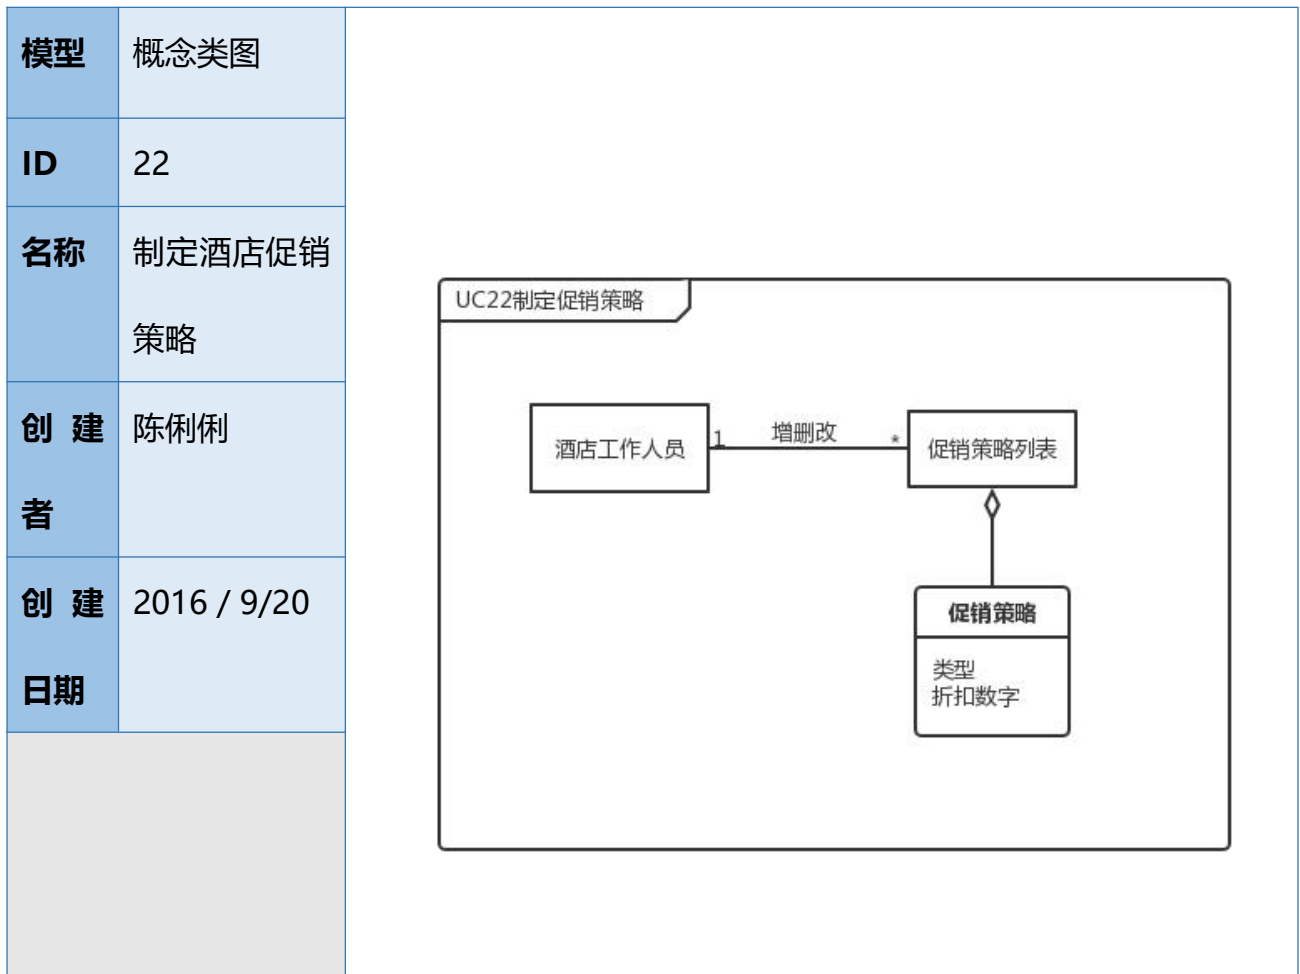 模型
概念类图
ID
22
名称
制定酒店促销
策略
创 建
者
陈俐俐
创 建
日期
2016 / 9/20
UC22制定促销策略
酒店工作人员
1
增删改
*
促销策略列表
促销策略
类型
折扣数字